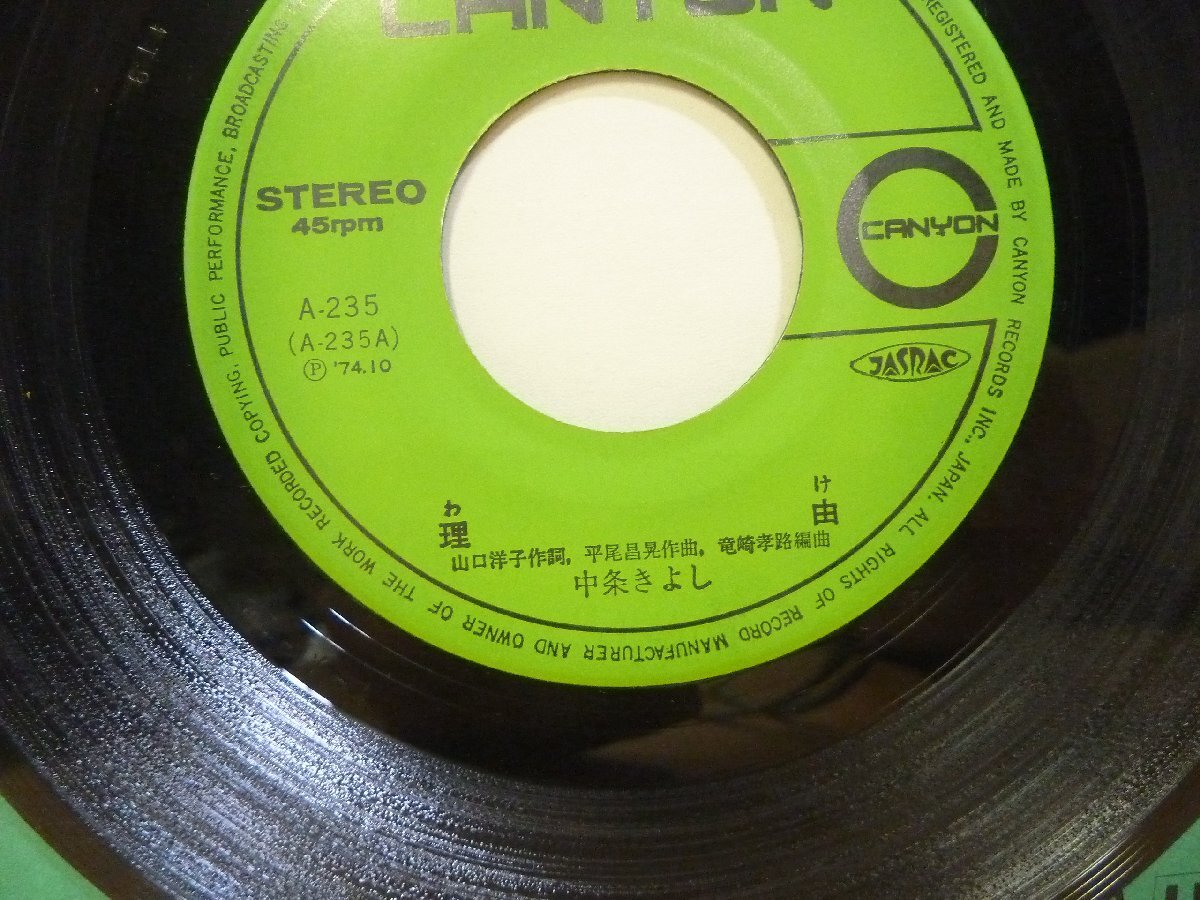 CANYON
STEREO
45rpm
A-235
(A-235A)
Ⓟ '74.10
CANYON
JASRAC
わ け
理 由
山口洋子作詞, 平尾昌晃作曲, 竜崎孝路編曲
中条きよし
REGISTERED AND MADE BY CANYON RECORDS INC., JAPAN. ALL RIGHTS OF RECORD MANUFACTURER AND OWNER OF THE WORK RECORDED COPYING, PUBLIC PERFORMANCE, BROADCASTING